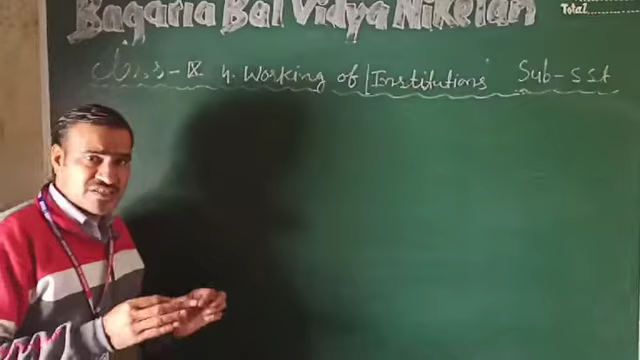 Bagaria Bal Vidya Niketan
Total.........
Class - IX 4. Working of Institutions Sub - SST